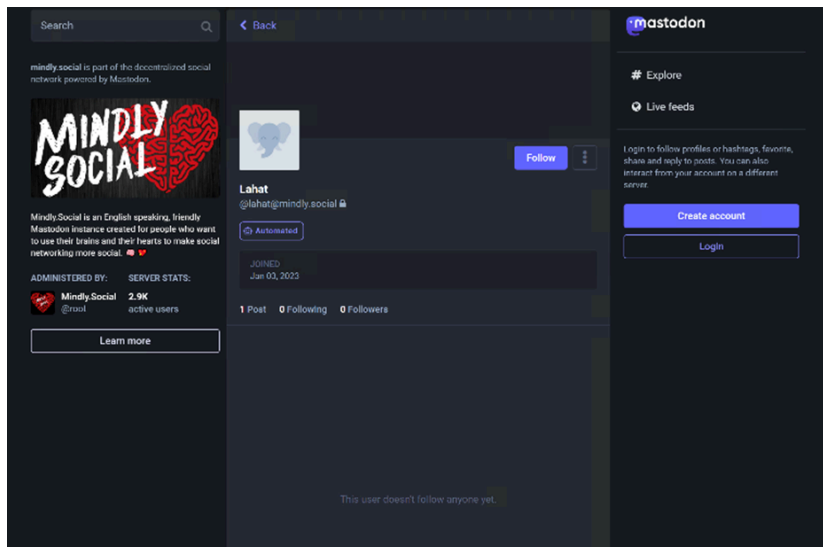 Search
mindly.social is part of the decentralized social
network powered by Mastodon.
MINDLY
SOCIAL
Mindly.Social is an English speaking, friendly
Mastodon instance created for people who want
to use their brains and their hearts to make social
networking more social. 🧠 ❤️
ADMINISTERED BY:
Mindly.Social
@rool
SERVER STATS:
2.9K
active users
Learn more
Back
Follow
Lahat
@lahat@mindly.social
Automated
JOINED
Jan 03, 2023
1 Post 0 Following 0 Followers
This user doesn't follow anyone yet.
mastodon
# Explore
Live feeds
Login to follow profiles or hashtags, favorite,
share and reply to posts. You can also
interact from your account on a different
server.
Create account
Login